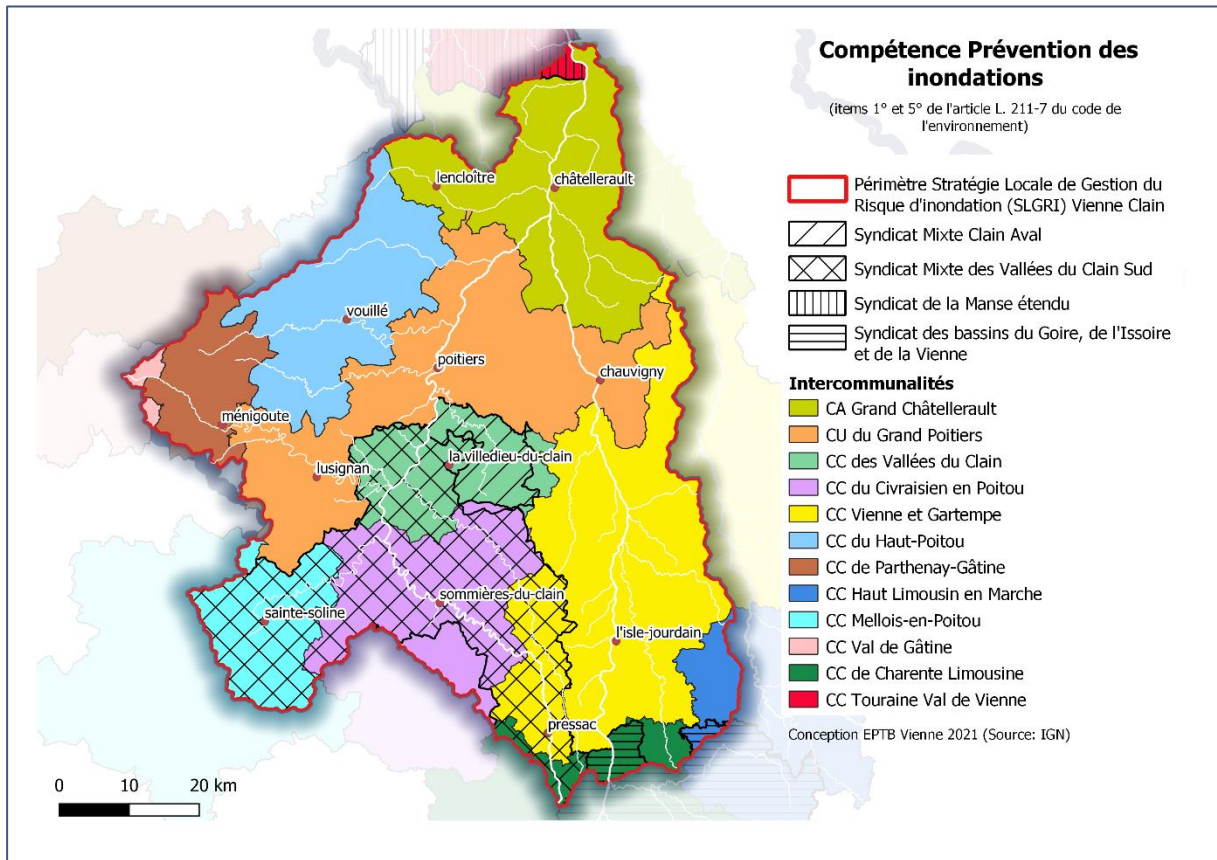 Compétence Prévention des
inondations
(items 1° et 5° de l'article L. 211-7 du code de
l'environnement)
Périmètre Stratégie Locale de Gestion du
Risque d'inondation (SLGRI) Vienne Clain
Syndicat Mixte Clain Aval
Syndicat Mixte des Vallées du Clain Sud
Syndicat de la Manse étendu
Syndicat des bassins du Goire, de l'Issoire
et de la Vienne
Intercommunalités
CA Grand Châtellerault
CU du Grand Poitiers
CC des Vallées du Clain
CC du Civraisien en Poitou
CC Vienne et Gartempe
CC du Haut-Poitou
CC de Parthenay-Gâtine
CC Haut Limousin en Marche
CC Mellois-en-Poitou
CC Val de Gâtine
CC de Charente Limousine
CC Touraine Val de Vienne
Conception EPTB Vienne 2021 (Source: IGN)
lencloître
châtellerault
vouillé
poitiers
chauvigny
ménigoute
lusignan
la villedieu-du-clain
sainte-soline
sommières-du-clain
l'isle-jourdain
pressac
0 10 20 km